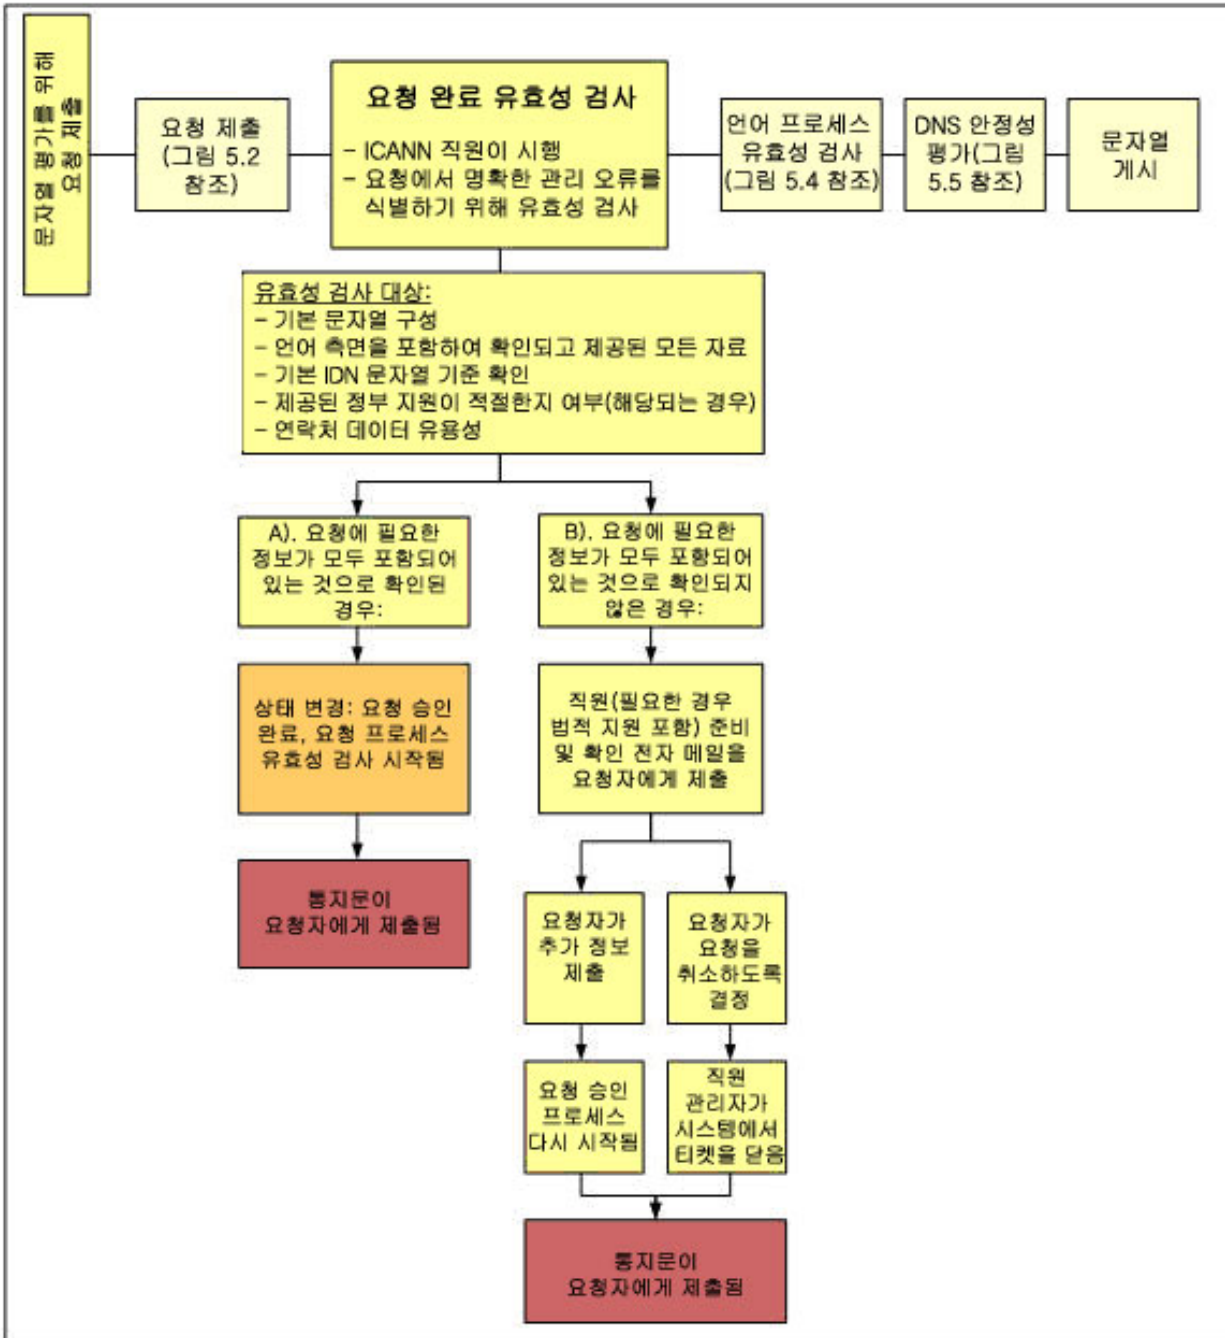 문자열 평가를 위해
요청 제출
요청 제출
(그림 5.2
참조)
요청 완료 유효성 검사
– ICANN 직원이 시행
– 요청에서 명확한 관리 오류를
식별하기 위해 유효성 검사
언어 프로세스
유효성 검사
(그림 5.4 참조)
DNS 안정성
평가(그림
5.5 참조)
문자열
게시
유효성 검사 대상:
– 기본 문자열 구성
– 언어 측면을 포함하여 확인되고 제공된 모든 자료
– 기본 IDN 문자열 기준 확인
– 제공된 정부 지원이 적절한지 여부(해당되는 경우)
– 연락처 데이터 유용성
A). 요청에 필요한
정보가 모두 포함되어
있는 것으로 확인된
경우:
B). 요청에 필요한
정보가 모두 포함되어
있는 것으로 확인되지
않은 경우:
상태 변경: 요청 승인
완료, 요청 프로세스
유효성 검사 시작됨
직원(필요한 경우
법적 지원 포함) 준비
및 확인 전자 메일을
요청자에게 제출
통지문이
요청자에게 제출됨
요청자가
추가 정보
제출
요청자가
요청을
취소하도록
결정
요청 승인
프로세스
다시 시작됨
직원
관리자가
시스템에서
티켓을 닫음
통지문이
요청자에게 제출됨